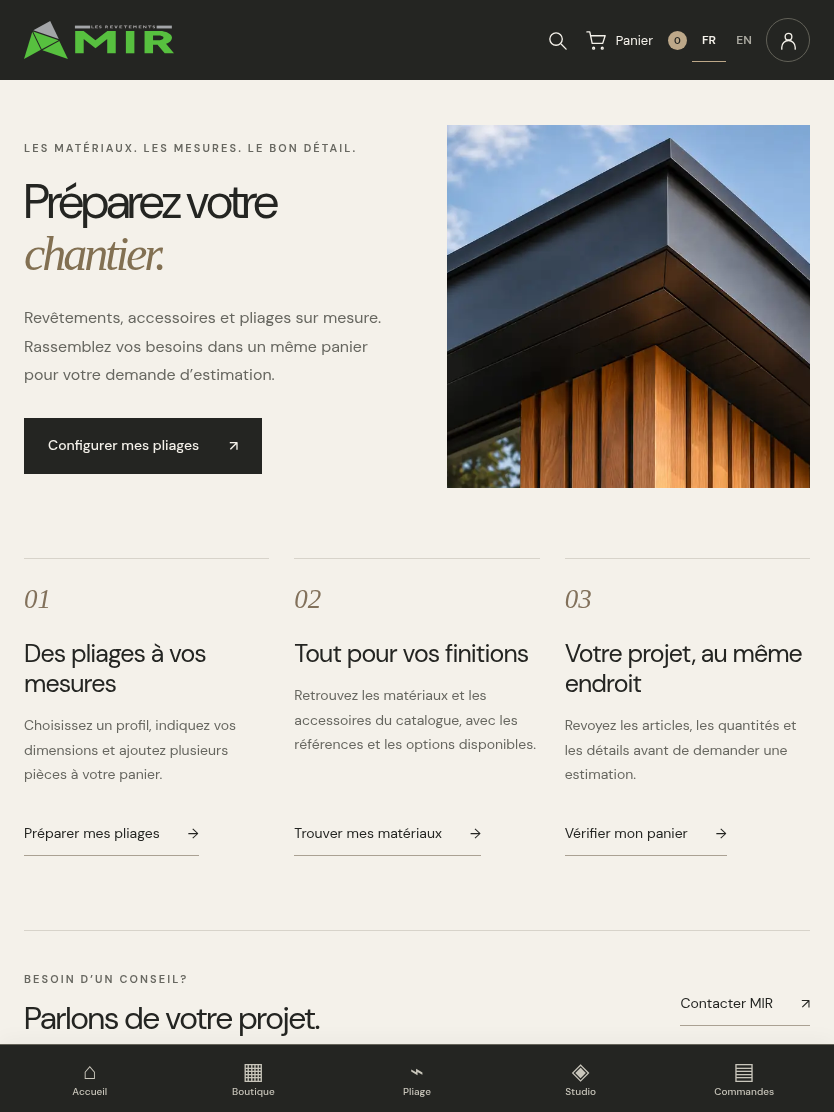 LES REVÊTEMENTS
MIR
Panier 0 FR EN
LES MATÉRIAUX. LES MESURES. LE BON DÉTAIL.
Préparez votre
chantier.
Revêtements, accessoires et pliages sur mesure.
Rassemblez vos besoins dans un même panier
pour votre demande d’estimation.
Configurer mes pliages
01
Des pliages à vos
mesures
Choisissez un profil, indiquez vos
dimensions et ajoutez plusieurs
pièces à votre panier.
Préparer mes pliages
02
Tout pour vos finitions
Retrouvez les matériaux et les
accessoires du catalogue, avec les
références et les options disponibles.
Trouver mes matériaux
03
Votre projet, au même
endroit
Revoyez les articles, les quantités et
les détails avant de demander une
estimation.
Vérifier mon panier
BESOIN D’UN CONSEIL?
Parlons de votre projet.
Contacter MIR
Accueil Boutique Pliage Studio Commandes